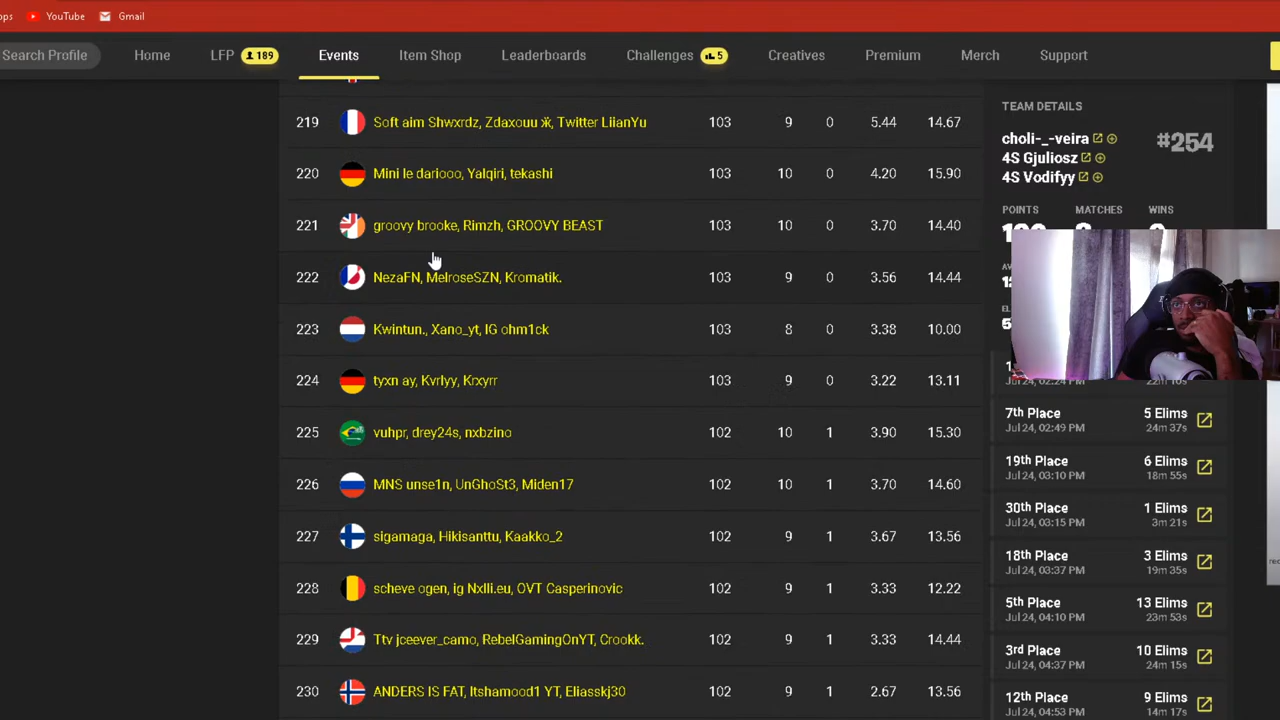 YouTube
Gmail
Search Profile
Home
LFP
189
Events
Item Shop
Leaderboards
Challenges
5
Creatives
Premium
Merch
Support
219 Soft aim Shwxrdz, Zdaxouu ӝ, Twitter LiianYu 103 9 0 5.44 14.67
220 Mini le dariooo, Yalqiri, tekashi 103 10 0 4.20 15.90
221 groovy brooke, Rimzh, GROOVY BEAST 103 10 0 3.70 14.40
222 NezaFN, MelroseSZN, Kromatik. 103 9 0 3.56 14.44
223 Kwintun., Xano_yt, IG ohm1ck 103 8 0 3.38 10.00
224 tyxn ay, Kvrlyy, Krxyrr 103 9 0 3.22 13.11
225 vuhpr, drey24s, nxbzino 102 10 1 3.90 15.30
226 MNS unse1n, UnGhoSt3, Miden17 102 10 1 3.70 14.60
227 sigamaga, Hikisanttu, Kaakko_2 102 9 1 3.67 13.56
228 scheve ogen, ig Nxlli.eu, OVT Casperinovic 102 9 1 3.33 12.22
229 Ttv jceever_camo, RebelGamingOnYT, Crookk. 102 9 1 3.33 14.44
230 ANDERS IS FAT, Itshamood1 YT, Eliasskj30 102 9 1 2.67 13.56
TEAM DETAILS
choli-_-veira
4S Gjuliosz
4S Vodifyy
#254
POINTS MATCHES WINS
Jul 24, 02:24 PM 22m 10s
7th Place 5 Elims
Jul 24, 02:49 PM 24m 37s
19th Place 6 Elims
Jul 24, 03:10 PM 18m 55s
30th Place 1 Elims
Jul 24, 03:15 PM 3m 21s
18th Place 3 Elims
Jul 24, 03:37 PM 19m 35s
5th Place 13 Elims
Jul 24, 04:10 PM 23m 53s
3rd Place 10 Elims
Jul 24, 04:37 PM 24m 15s
12th Place 9 Elims
Jul 24, 04:53 PM 14m 17s